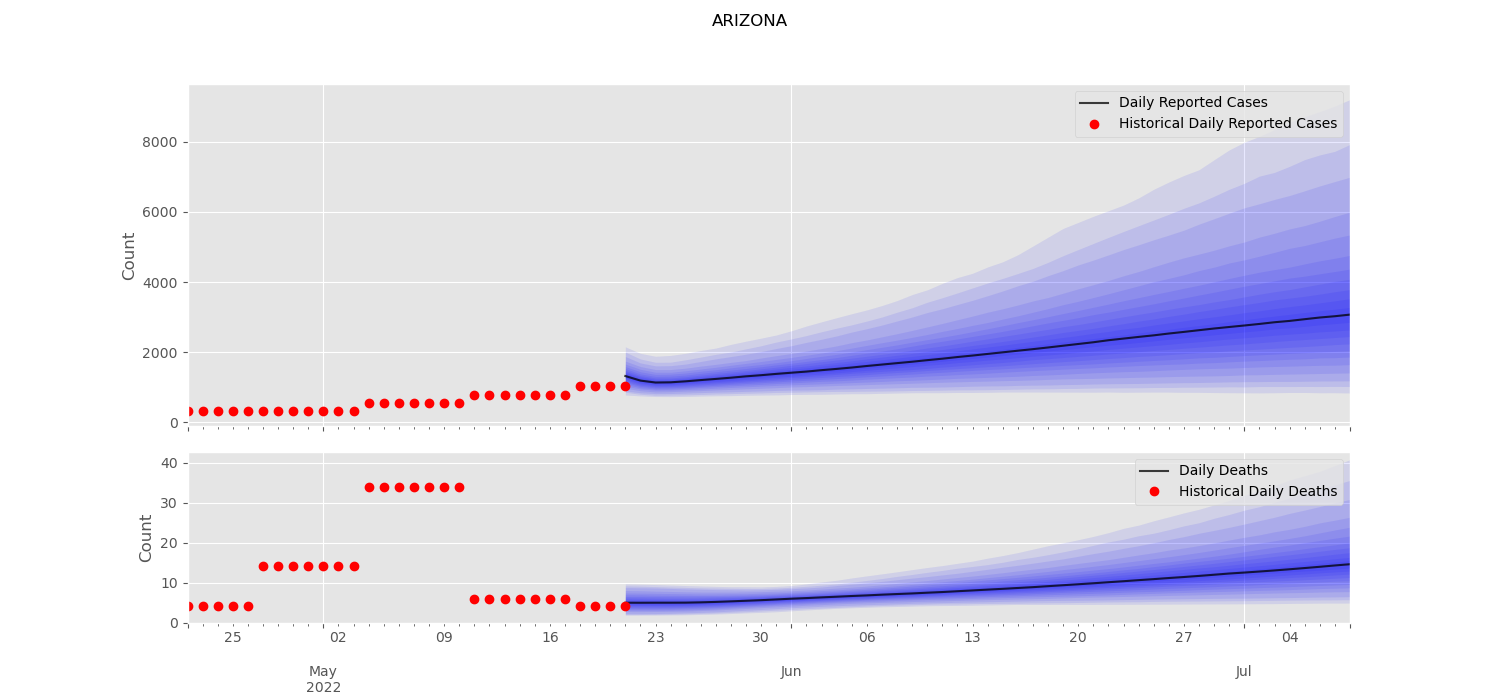 ARIZONA
Daily Reported Cases
Historical Daily Reported Cases
8000
6000
4000
2000
0
Count
Daily Deaths
Historical Daily Deaths
40
30
20
10
0
Count
25 02 09 16 23 30 06 13 20 27 04
May Jun Jul
2022